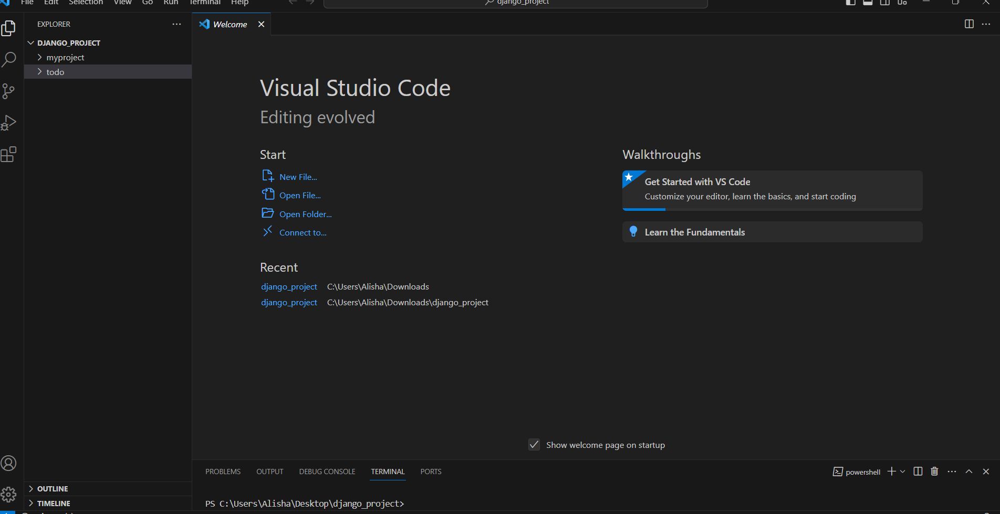 File Edit Selection View Go Run Terminal Help
django_project
EXPLORER
Welcome
DJANGO_PROJECT
myproject
todo
Visual Studio Code
Editing evolved
Start
New File...
Open File...
Open Folder...
Connect to...
Recent
django_project C:\Users\Alisha\Downloads
django_project C:\Users\Alisha\Downloads\django_project
Walkthroughs
Get Started with VS Code
Customize your editor, learn the basics, and start coding
Learn the Fundamentals
Show welcome page on startup
PROBLEMS OUTPUT DEBUG CONSOLE TERMINAL PORTS
powershell
PS C:\Users\Alisha\Desktop\django_project>
OUTLINE
TIMELINE